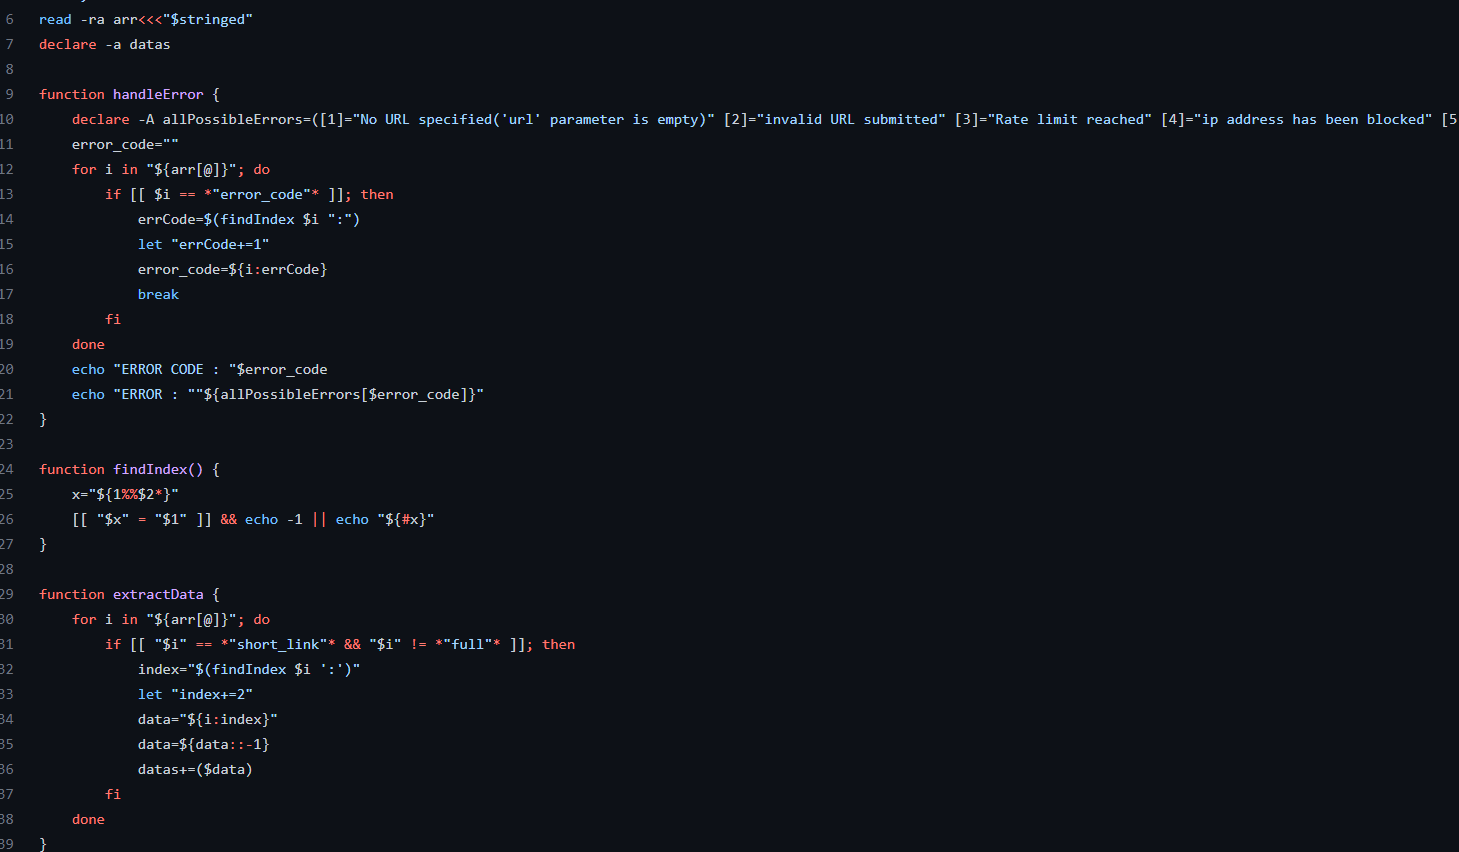 6 read -ra arr<<<"$stringed"
7 declare -a datas
8
9 function handleError {
10 declare -A allPossibleErrors=([1]="No URL specified('url' parameter is empty)" [2]="invalid URL submitted" [3]="Rate limit reached" [4]="ip address has been blocked" [5
11 error_code=""
12 for i in "${arr[@]}"; do
13 if [[ $i == *"error_code"* ]]; then
14 errCode=$(findIndex $i ":")
15 let "errCode+=1"
16 error_code=${i:errCode}
17 break
18 fi
19 done
20 echo "ERROR CODE : "$error_code
21 echo "ERROR : ""${allPossibleErrors[$error_code]}"
22 }
23
24 function findIndex() {
25 x="${1%%$2*}"
26 [[ "$x" = "$1" ]] && echo -1 || echo "${#x}"
27 }
28
29 function extractData {
30 for i in "${arr[@]}"; do
31 if [[ "$i" == *"short_link"* && "$i" != *"full"* ]]; then
32 index="$(findIndex $i ':')"
33 let "index+=2"
34 data="${i:index}"
35 data=${data::-1}
36 datas+=($data)
37 fi
38 done
39 }